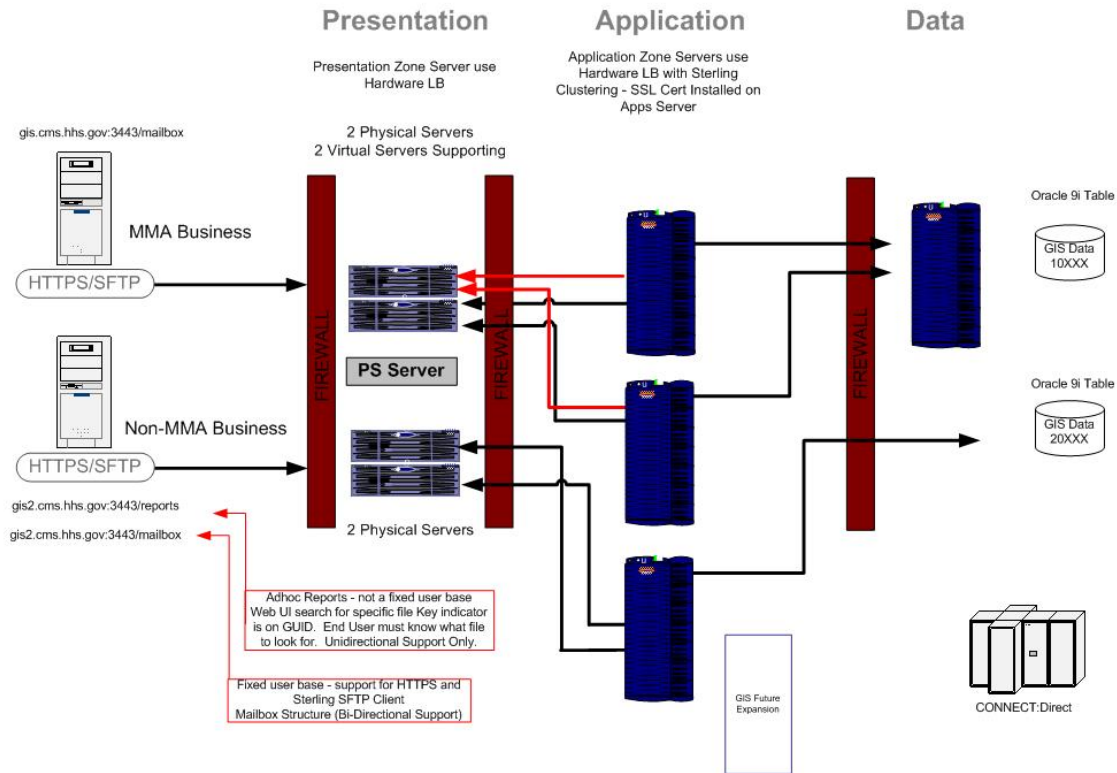 Presentation
Application
Data
Presentation Zone Server use
Hardware LB
Application Zone Servers use
Hardware LB with Sterling
Clustering - SSL Cert Installed on
Apps Server
gis.cms.hhs.gov:3443/mailbox
2 Physical Servers
2 Virtual Servers Supporting
MMA Business
HTTPS/SFTP
FIREWALL
FIREWALL
FIREWALL
Oracle 9i Table
GIS Data
10XXX
PS Server
Non-MMA Business
HTTPS/SFTP
Oracle 9i Table
GIS Data
20XXX
gis2.cms.hhs.gov:3443/reports
gis2.cms.hhs.gov:3443/mailbox
2 Physical Servers
Adhoc Reports - not a fixed user base
Web UI search for specific file Key indicator
is on GUID. End User must know what file
to look for. Unidirectional Support Only.
Fixed user base - support for HTTPS and
Sterling SFTP Client
Mailbox Structure (Bi-Directional Support)
GIS Future
Expansion
CONNECT:Direct